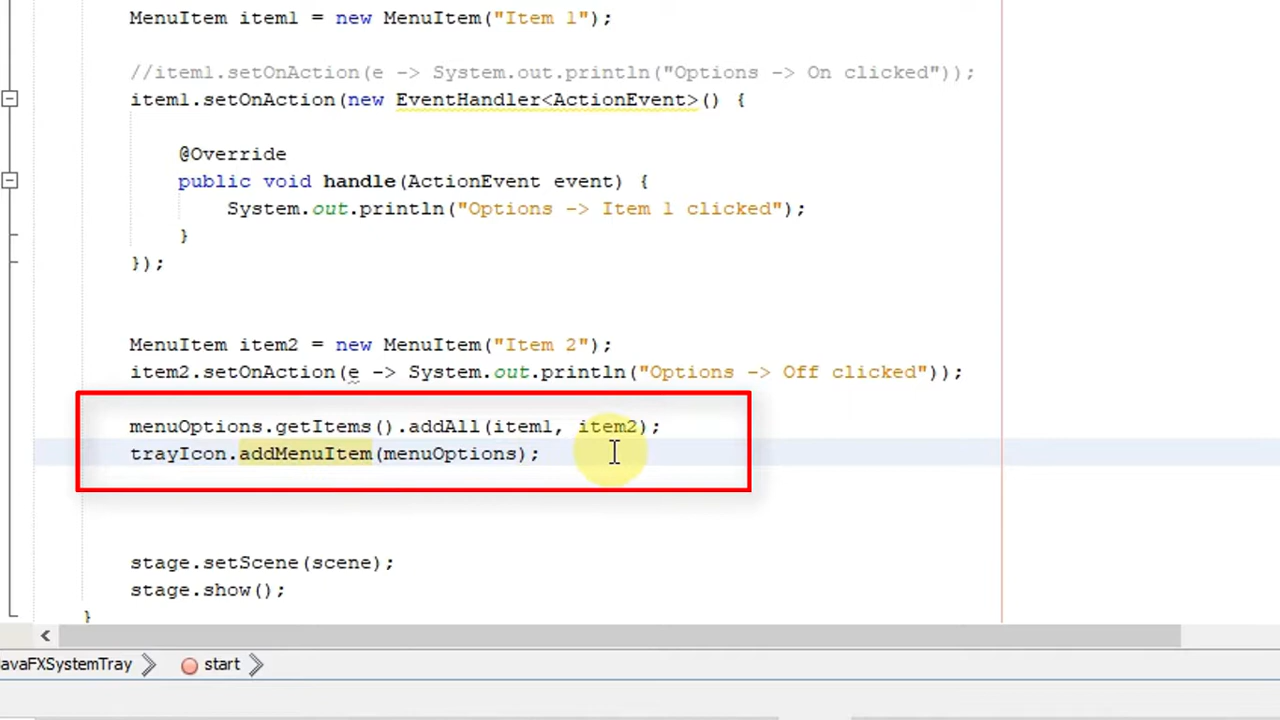 MenuItem item1 = new MenuItem("Item 1");
//item1.setOnAction(e -> System.out.println("Options -> On clicked"));
item1.setOnAction(new EventHandler<ActionEvent>() {
@Override
public void handle(ActionEvent event) {
System.out.println("Options -> Item 1 clicked");
}
});
MenuItem item2 = new MenuItem("Item 2");
item2.setOnAction(e -> System.out.println("Options -> Off clicked"));
menuOptions.getItems().addAll(item1, item2);
trayIcon.addMenuItem(menuOptions);
stage.setScene(scene);
stage.show();
}
avaFXSystemTray
start